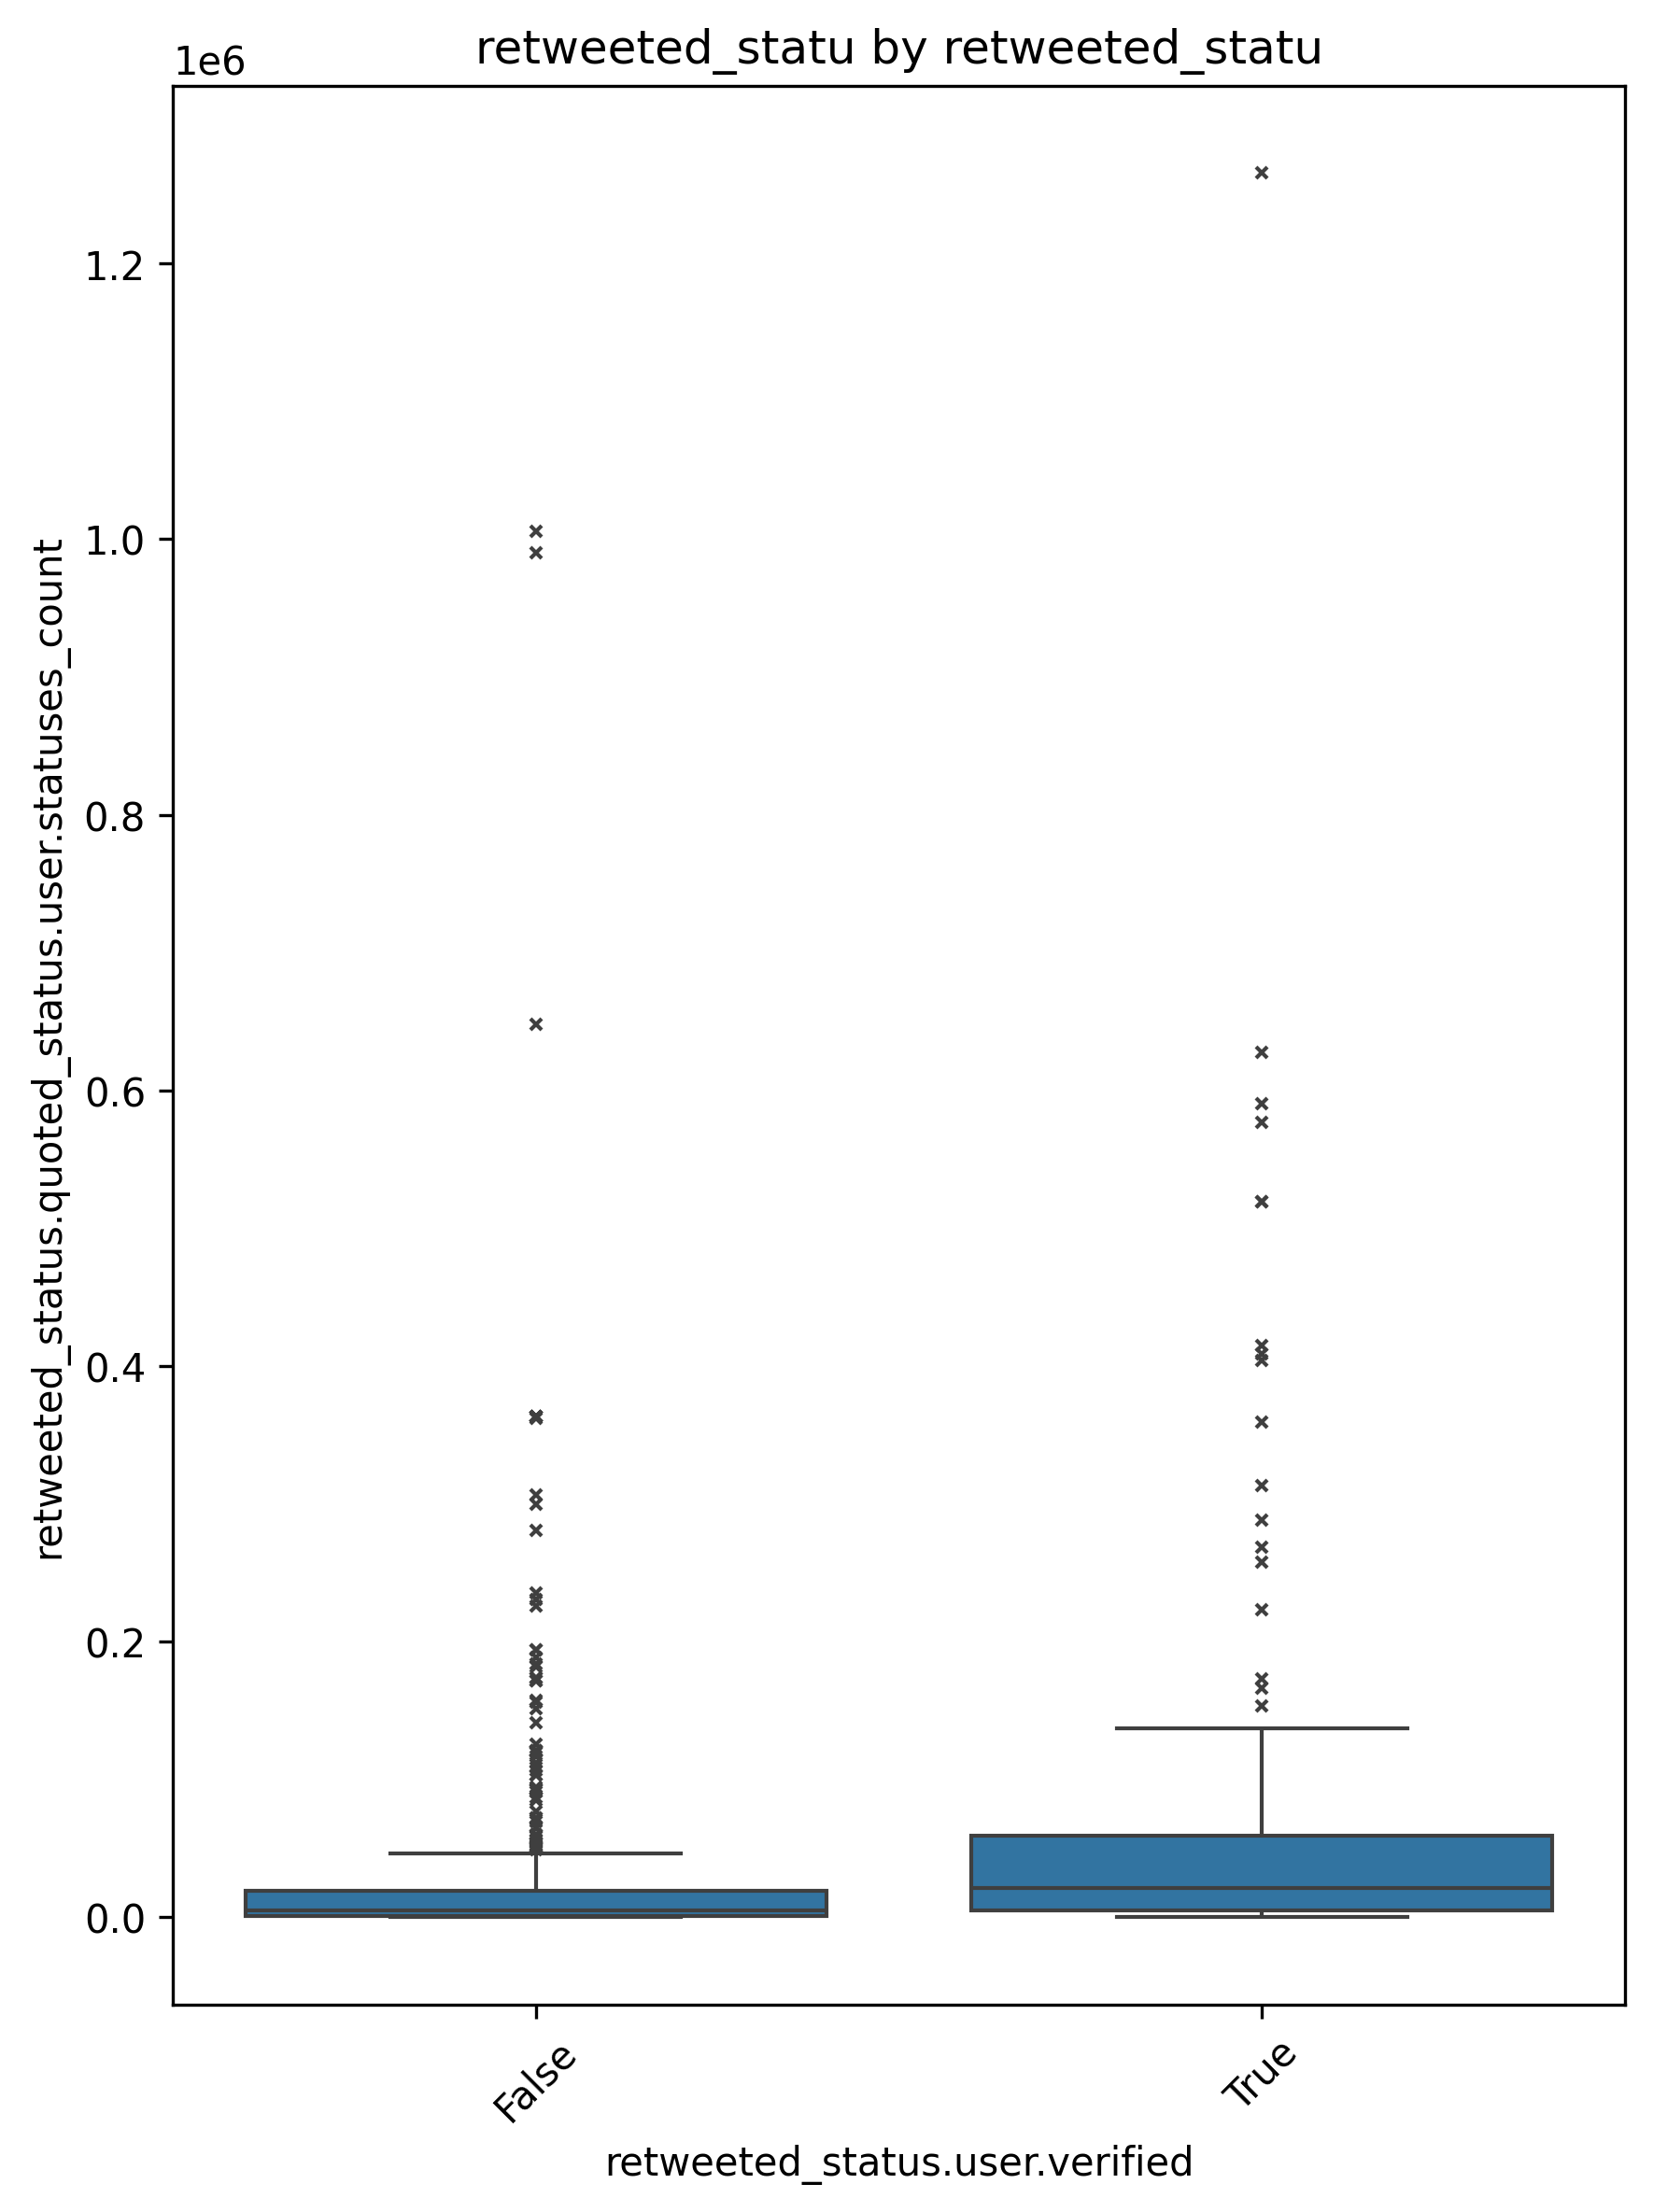 retweeted_statu by retweeted_statu
1e6
1.2
1.0
0.8
0.6
0.4
0.2
0.0
retweeted_status.quoted_status.user.statuses_count
False
True
retweeted_status.user.verified